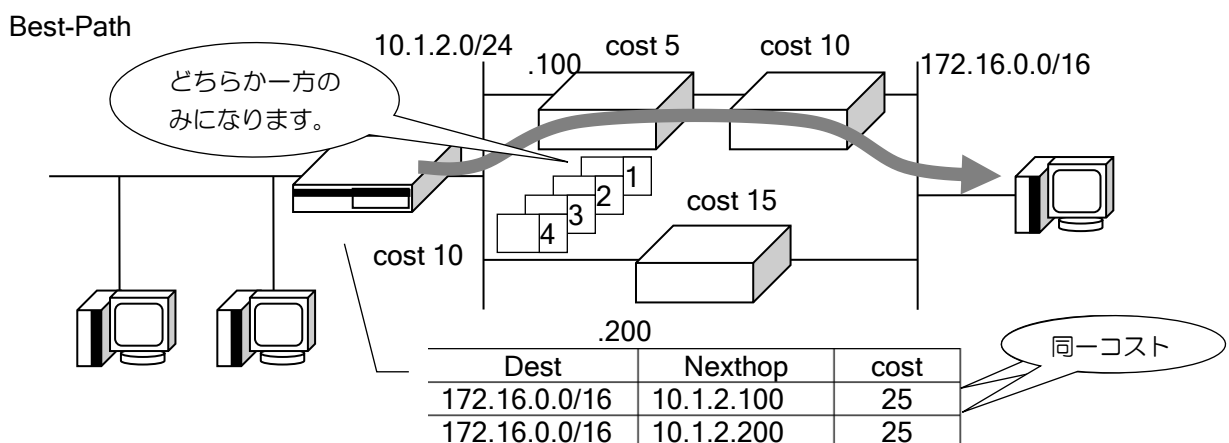 Best-Path
10.1.2.0/24
cost 5
cost 10
.100
172.16.0.0/16
どちらか一方の
みになります。
1
2
3
4
cost 15
cost 10
.200
同一コスト
Dest Nexthop cost
172.16.0.0/16 10.1.2.100 25
172.16.0.0/16 10.1.2.200 25